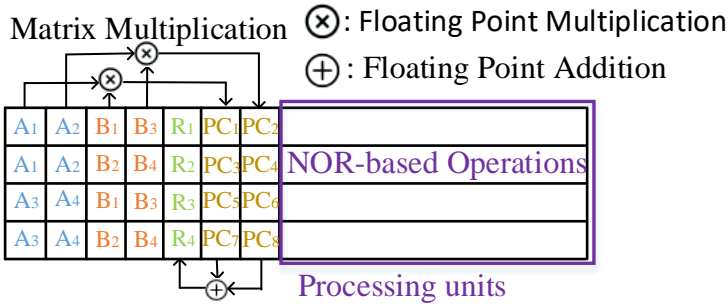 Matrix Multiplication
⊗: Floating Point Multiplication
⊕: Floating Point Addition
A1 A2 B1 B3 R1 PC1 PC2
A1 A2 B2 B4 R2 PC3 PC4
NOR-based Operations
A3 A4 B1 B3 R3 PC5 PC6
A3 A4 B2 B4 R4 PC7 PC8
Processing units